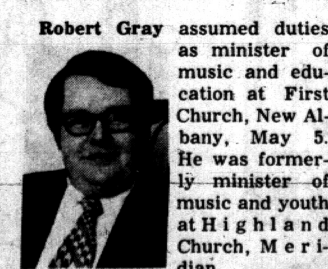 Robert Gray assumed duties
as minister of
music and edu-
cation at First
Church, New Al-
bany, May 5.
He was former-
ly minister of
music and youth
at Highland
Church, Meri-
dian